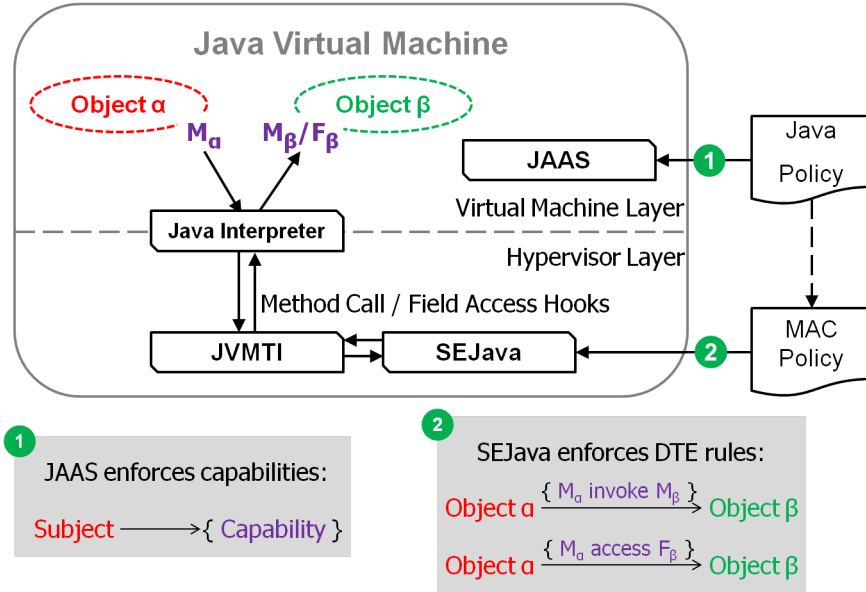 Java Virtual Machine
Object α
Object β
Mα
Mβ/Fβ
JAAS
1
Java
Policy
Virtual Machine Layer
Java Interpreter
Hypervisor Layer
Method Call / Field Access Hooks
JVMTI
SEJava
2
MAC
Policy
1
JAAS enforces capabilities:
Subject { Capability }
2
SEJava enforces DTE rules:
{ Mα invoke Mβ }
Object α Object β
{ Mα access Fβ }
Object α Object β